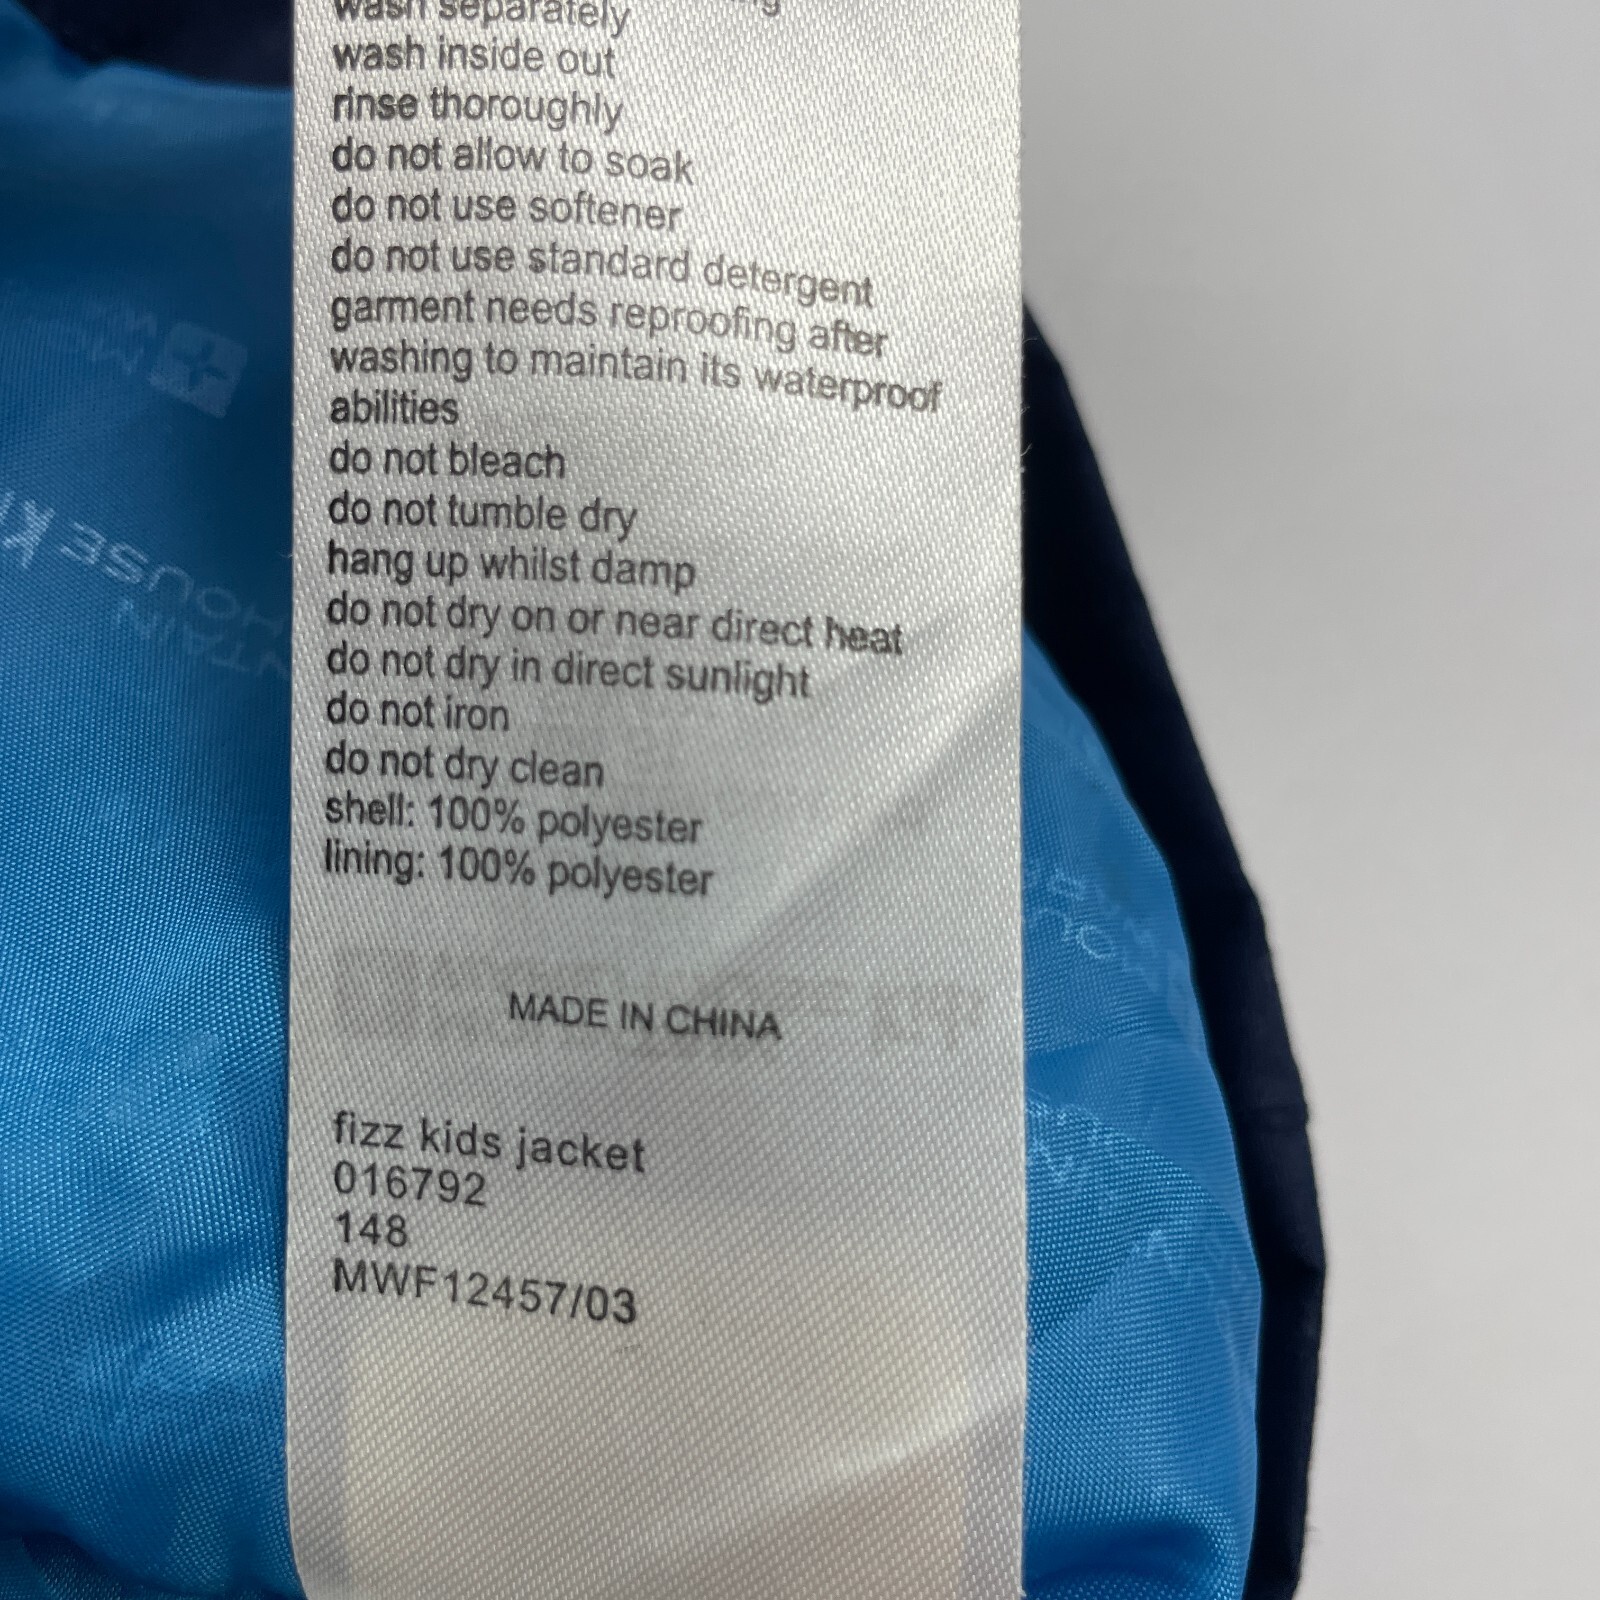 wash separately
wash inside out
rinse thoroughly
do not allow to soak
do not use softener
do not use standard detergent
garment needs reproofing after
washing to maintain its waterproof
abilities
do not bleach
do not tumble dry
hang up whilst damp
do not dry on or near direct heat
do not dry in direct sunlight
do not iron
do not dry clean
shell: 100% polyester
lining: 100% polyester
MADE IN CHINA
fizz kids jacket
016792
148
MWF12457/03